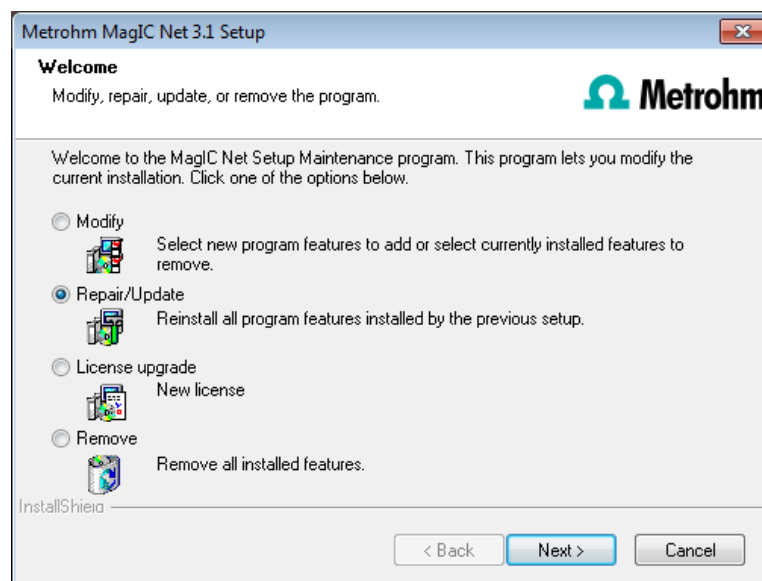 Metrohm MagIC Net 3.1 Setup
Welcome
Modify, repair, update, or remove the program.
Metrohm
Welcome to the MagIC Net Setup Maintenance program. This program lets you modify the
current installation. Click one of the options below.
Modify
Select new program features to add or select currently installed features to
remove.
Repair/Update
Reinstall all program features installed by the previous setup.
License upgrade
New license
Remove
Remove all installed features.
InstallShield
< Back
Next >
Cancel